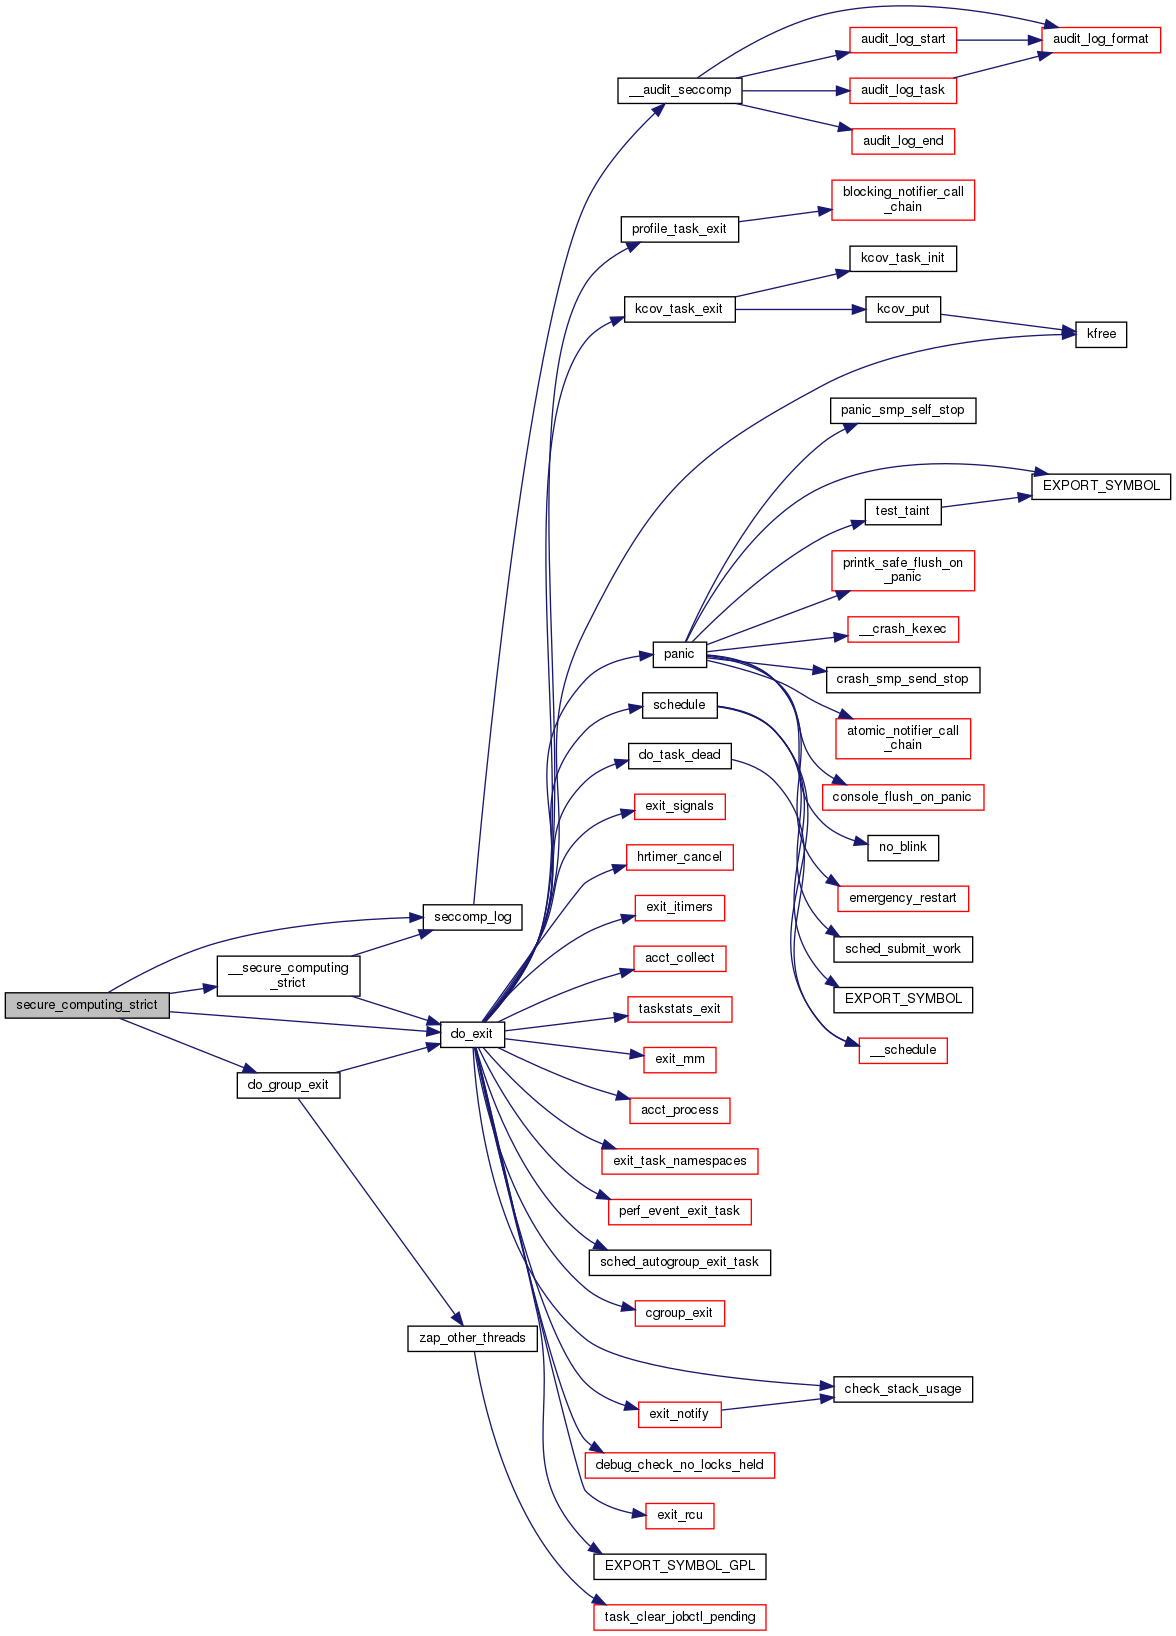 audit_log_start
audit_log_format
__audit_seccomp
audit_log_task
audit_log_end
blocking_notifier_call
_chain
profile_task_exit
kcov_task_init
kcov_task_exit
kcov_put
kfree
panic_smp_self_stop
EXPORT_SYMBOL
test_taint
printk_safe_flush_on
_panic
__crash_kexec
panic
crash_smp_send_stop
schedule
atomic_notifier_call
_chain
do_task_dead
console_flush_on_panic
exit_signals
no_blink
hrtimer_cancel
emergency_restart
exit_itimers
seccomp_log
sched_submit_work
acct_collect
__secure_computing
_strict
EXPORT_SYMBOL
secure_computing_strict
taskstats_exit
do_exit
__schedule
exit_mm
do_group_exit
acct_process
exit_task_namespaces
perf_event_exit_task
sched_autogroup_exit_task
cgroup_exit
zap_other_threads
check_stack_usage
exit_notify
debug_check_no_locks_held
exit_rcu
EXPORT_SYMBOL_GPL
task_clear_jobctl_pending